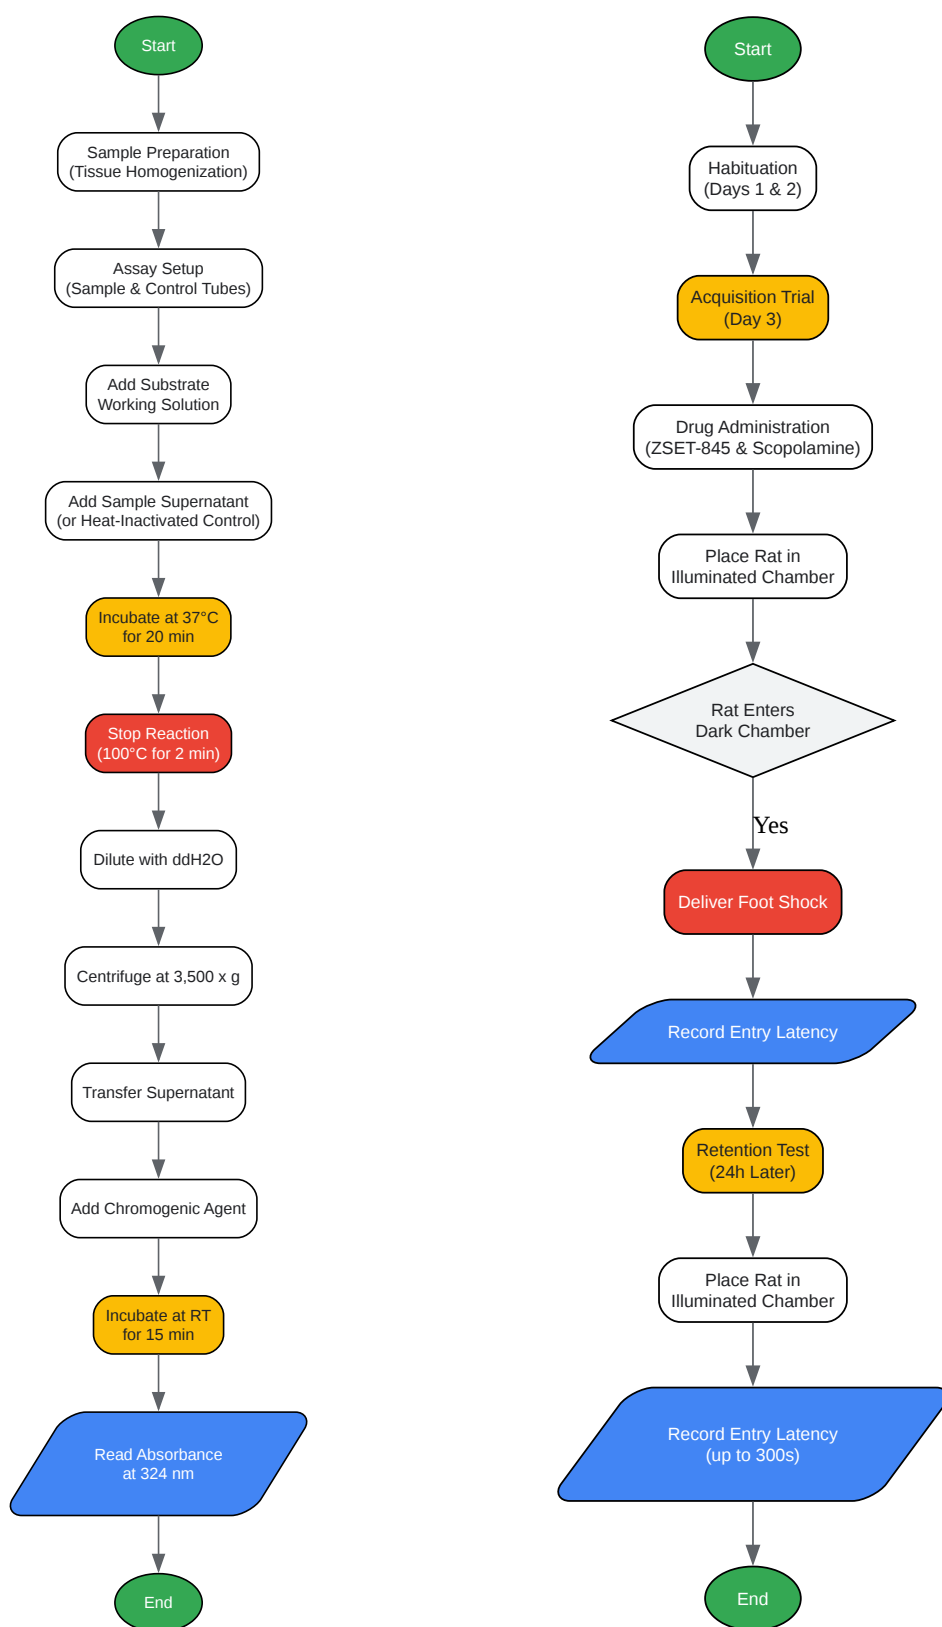 Start
Sample Preparation
(Tissue Homogenization)
Assay Setup
(Sample & Control Tubes)
Add Substrate
Working Solution
Add Sample Supernatant
(or Heat-Inactivated Control)
Incubate at 37°C
for 20 min
Stop Reaction
(100°C for 2 min)
Dilute with ddH2O
Centrifuge at 3,500 x g
Transfer Supernatant
Add Chromogenic Agent
Incubate at RT
for 15 min
Read Absorbance
at 324 nm
End
Start
Habituation
(Days 1 & 2)
Acquisition Trial
(Day 3)
Drug Administration
(ZSET-845 & Scopolamine)
Place Rat in
Illuminated Chamber
Rat Enters
Dark Chamber
Yes
Deliver Foot Shock
Record Entry Latency
Retention Test
(24h Later)
Place Rat in
Illuminated Chamber
Record Entry Latency
(up to 300s)
End